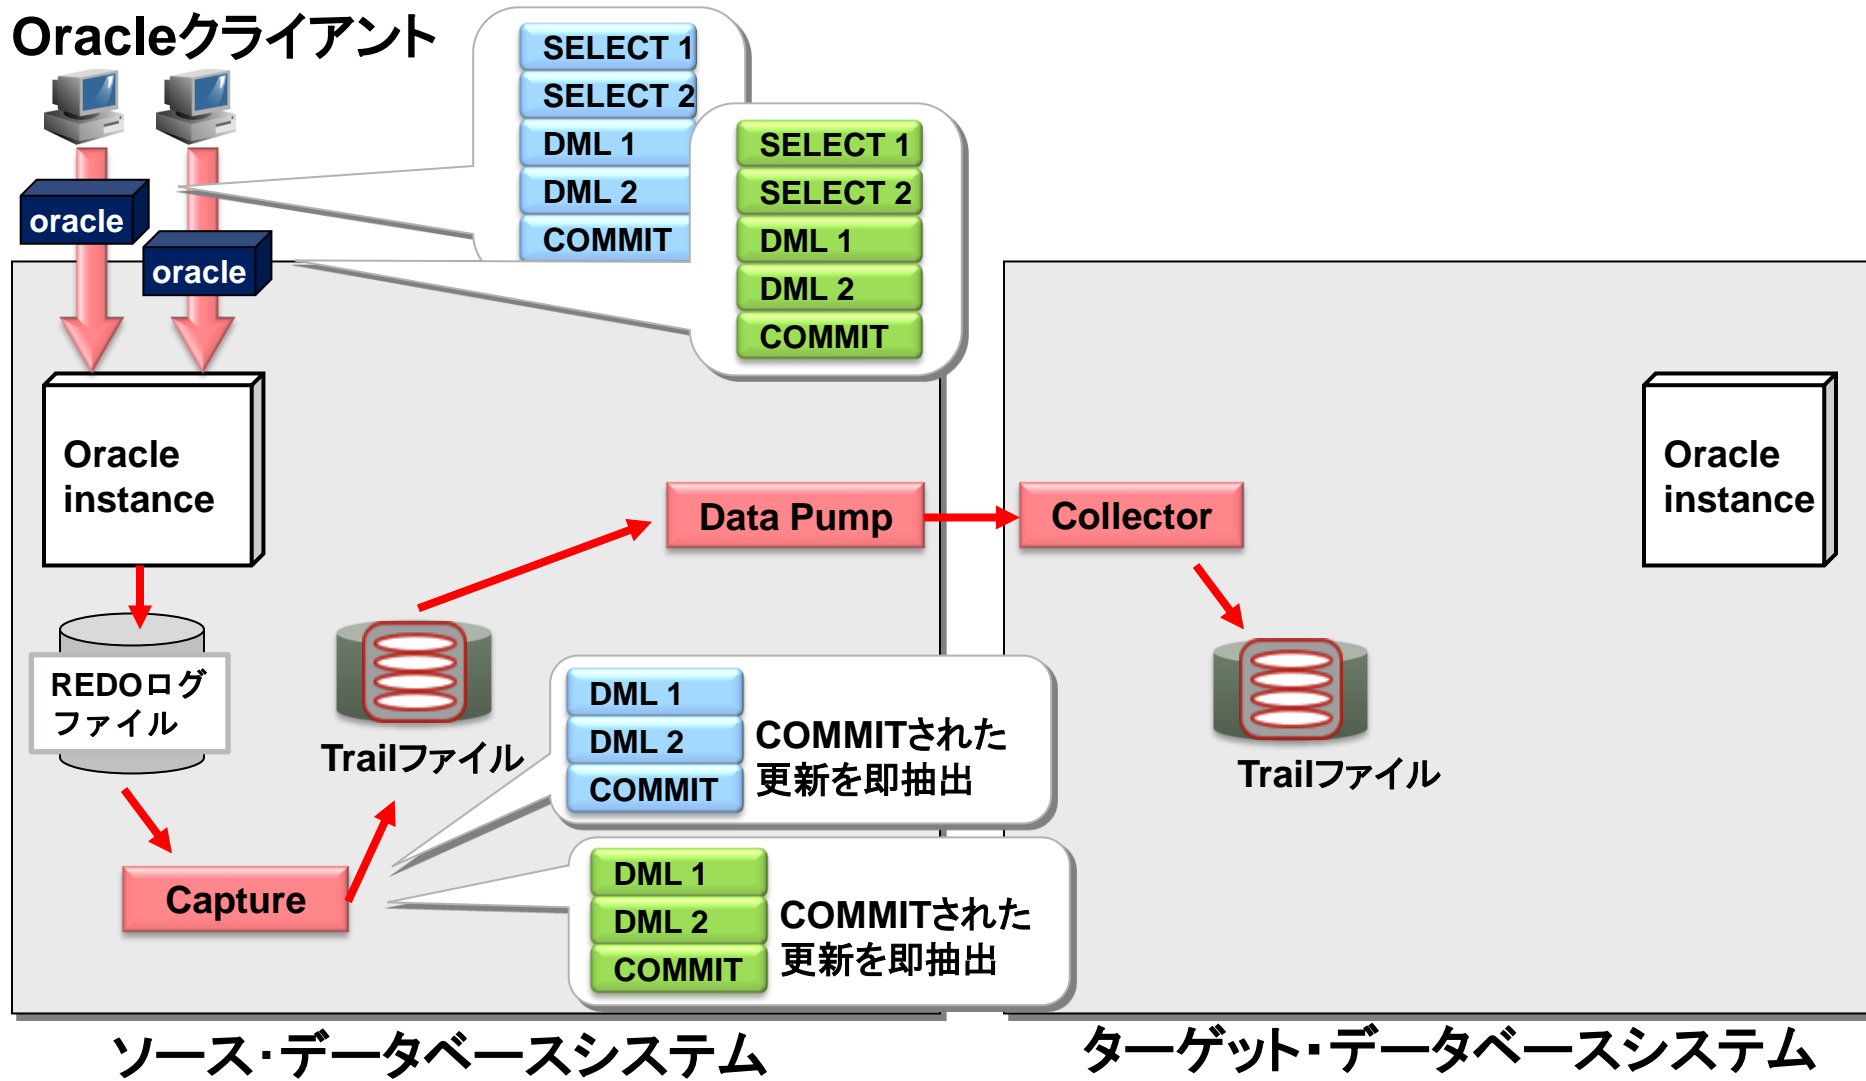 Oracleクライアント
SELECT 1
SELECT 2
DML 1
DML 2
COMMIT
SELECT 1
SELECT 2
DML 1
DML 2
COMMIT
oracle
oracle
Oracle
instance
Oracle
instance
Data Pump
Collector
REDOログ
ファイル
Trailファイル
DML 1
DML 2
COMMIT
COMMITされた
更新を即抽出
Trailファイル
Capture
DML 1
DML 2
COMMIT
COMMITされた
更新を即抽出
ソース・データベースシステム
ターゲット・データベースシステム